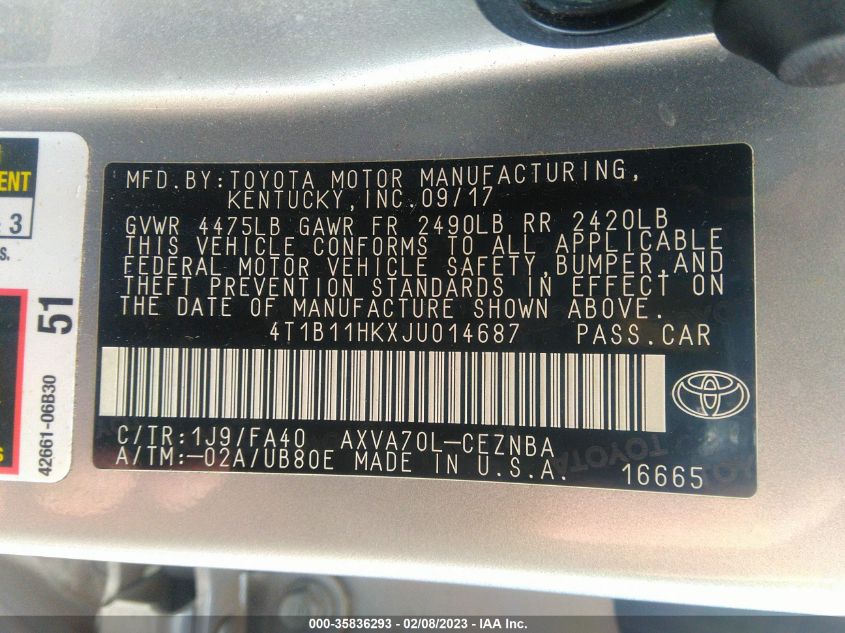 ENT
3
s.
51
42661-06B30
MFD.BY:TOYOTA MOTOR MANUFACTURING,
KENTUCKY,INC.09/17
GVWR 4475LB GAWR FR 2490LB RR 2420LB
THIS VEHICLE CONFORMS TO ALL APPLICABLE
FEDERAL MOTOR VEHICLE SAFETY,BUMPER,AND
THEFT PREVENTION STANDARDS IN EFFECT ON
THE DATE OF MANUFACTURE SHOWN ABOVE.
4T1B11HKXJU014687 PASS.CAR
C/TR:1J9/FA40 AXVA70L-CEZNBA
A/TM:-02A/UB80E MADE IN U.S.A. 16665
000-35836293 - 02/08/2023 - IAA Inc.